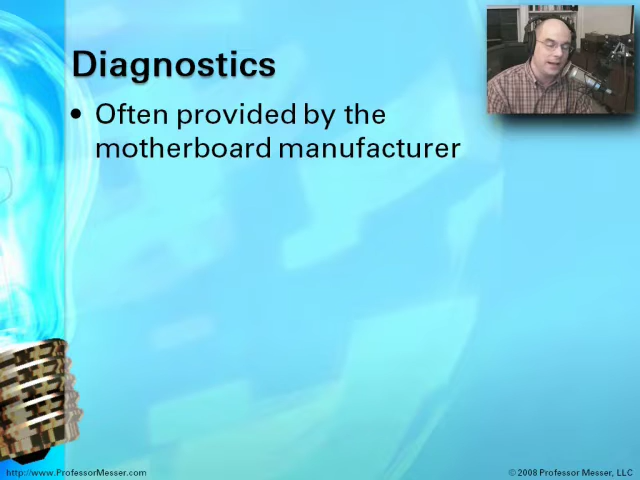 Diagnostics
• Often provided by the
motherboard manufacturer
http://www.ProfessorMesser.com
© 2008 Professor Messer, LLC